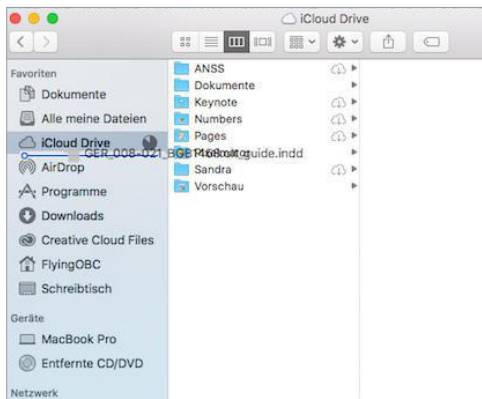 iCloud Drive
Favoriten
Dokumente
Alle meine Dateien
iCloud Drive
AirDrop
Programme
Downloads
Creative Cloud Files
FlyingOBC
Schreibtisch
Geräte
MacBook Pro
Entfernte CD/DVD
Netzwerk
ANSS
Dokumente
Keynote
Numbers
Pages
Pixelmator
Sandra
Vorschau